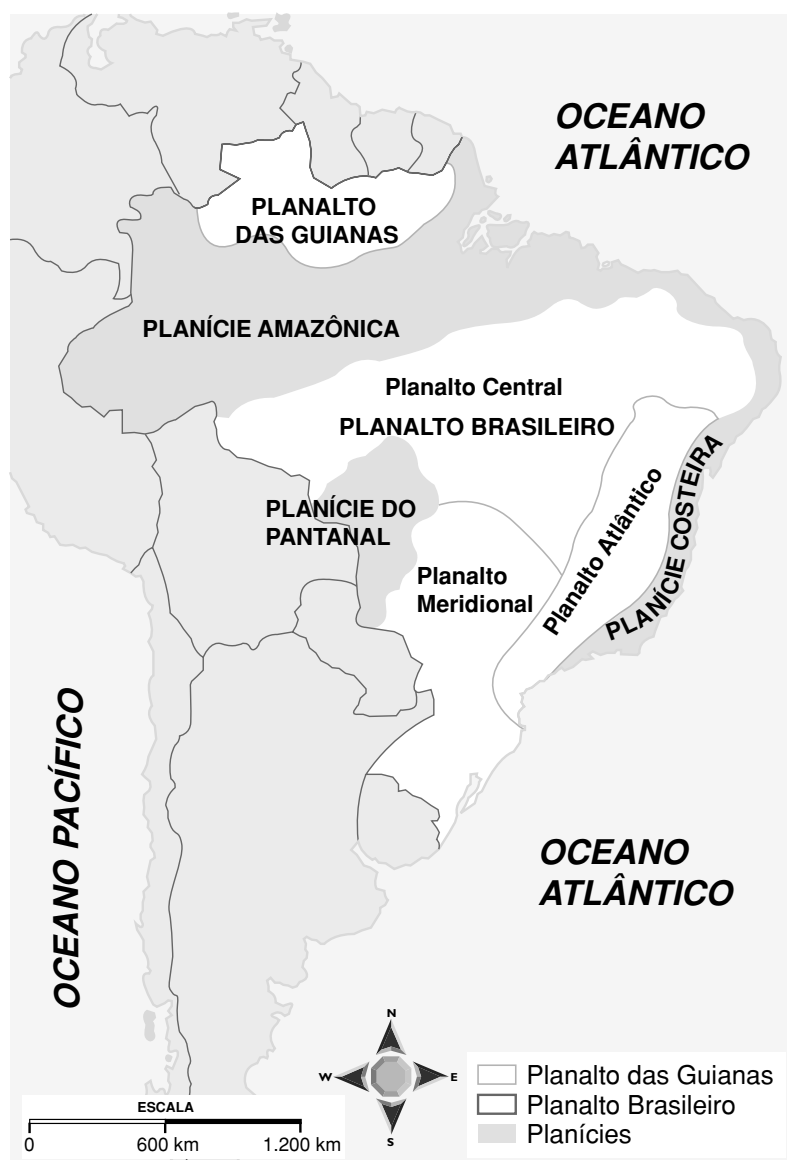 OCEANO
ATLÂNTICO
PLANALTO
DAS GUIANAS
PLANÍCIE AMAZÔNICA
Planalto Central
PLANALTO BRASILEIRO
PLANÍCIE COSTEIRA
Planalto Atlântico
PLANÍCIE DO
PANTANAL
Planalto
Meridional
OCEANO PACÍFICO
OCEANO
ATLÂNTICO
N
W
E
S
Planalto das Guianas
Planalto Brasileiro
Planícies
ESCALA
0 600 km 1.200 km